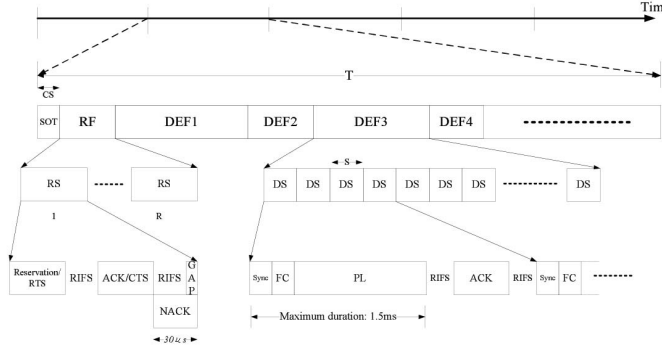 Tim
T
CS
SOT RF DEF1 DEF2 DEF3 DEF4
S
RS RS DS DS DS DS DS DS DS DS
1 R
Reservation/
RTS RIFS ACK/CTS RIFS GAP Sync FC PL RIFS ACK RIFS Sync FC
NACK
Maximum duration: 1.5ms
30μs